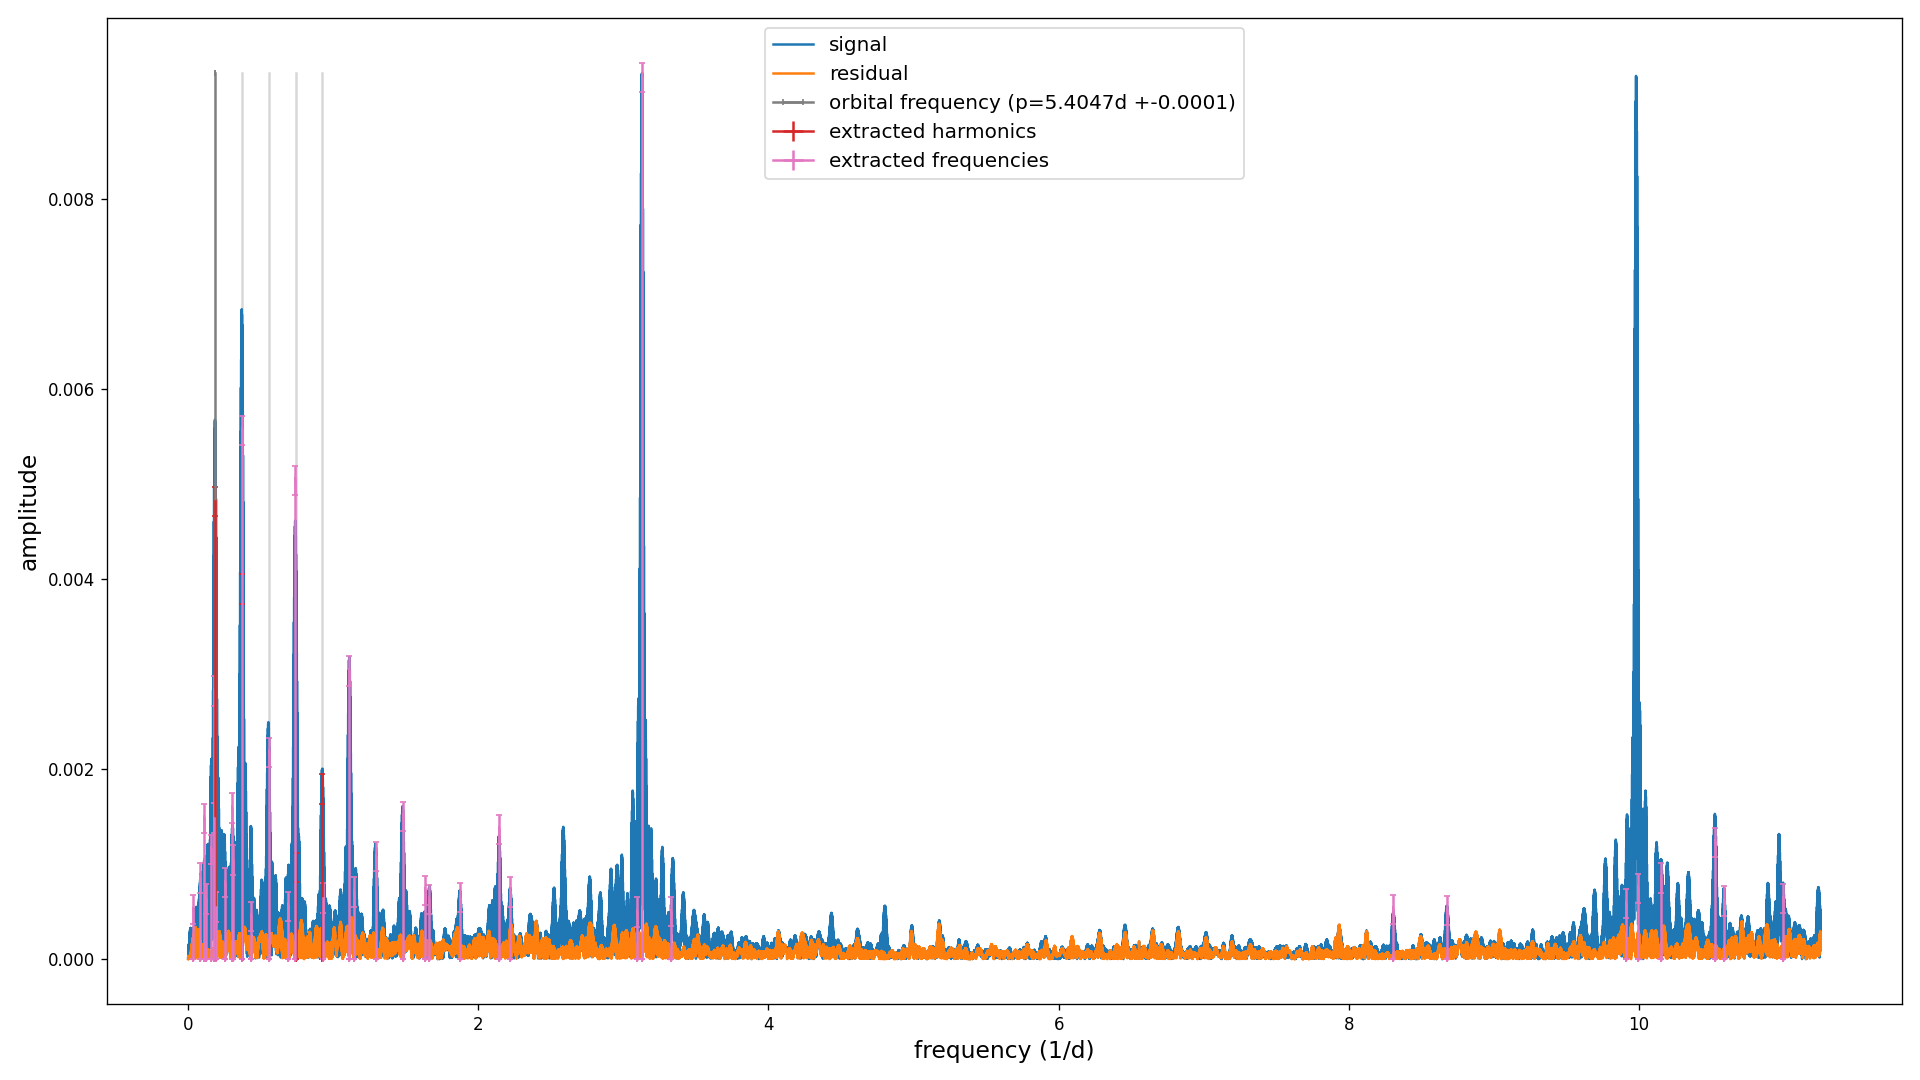 signal
residual
orbital frequency (p=5.4047d +-0.0001)
extracted harmonics
extracted frequencies
amplitude
0.008
0.006
0.004
0.002
0.000
0 2 4 6 8 10
frequency (1/d)